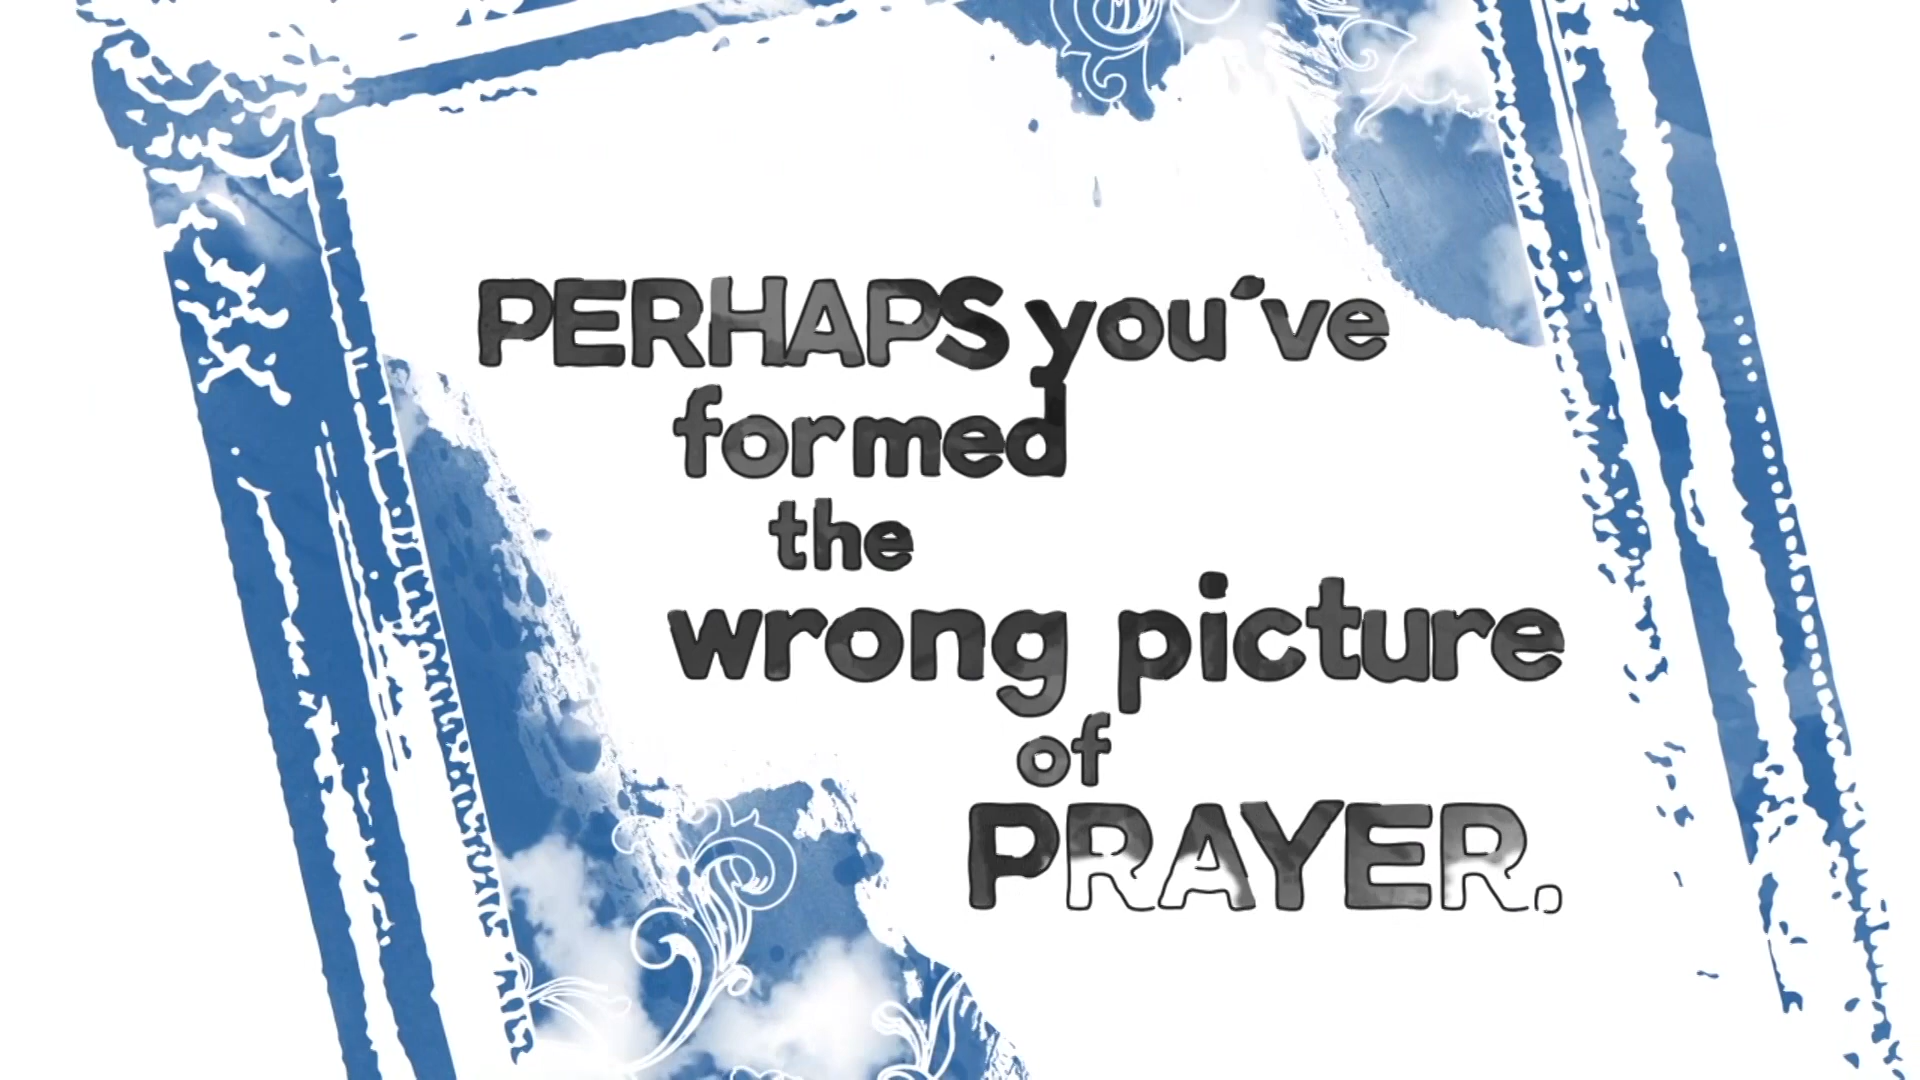 PERHAPS you´ve
formed
the
wrong picture
of
PRAYER.